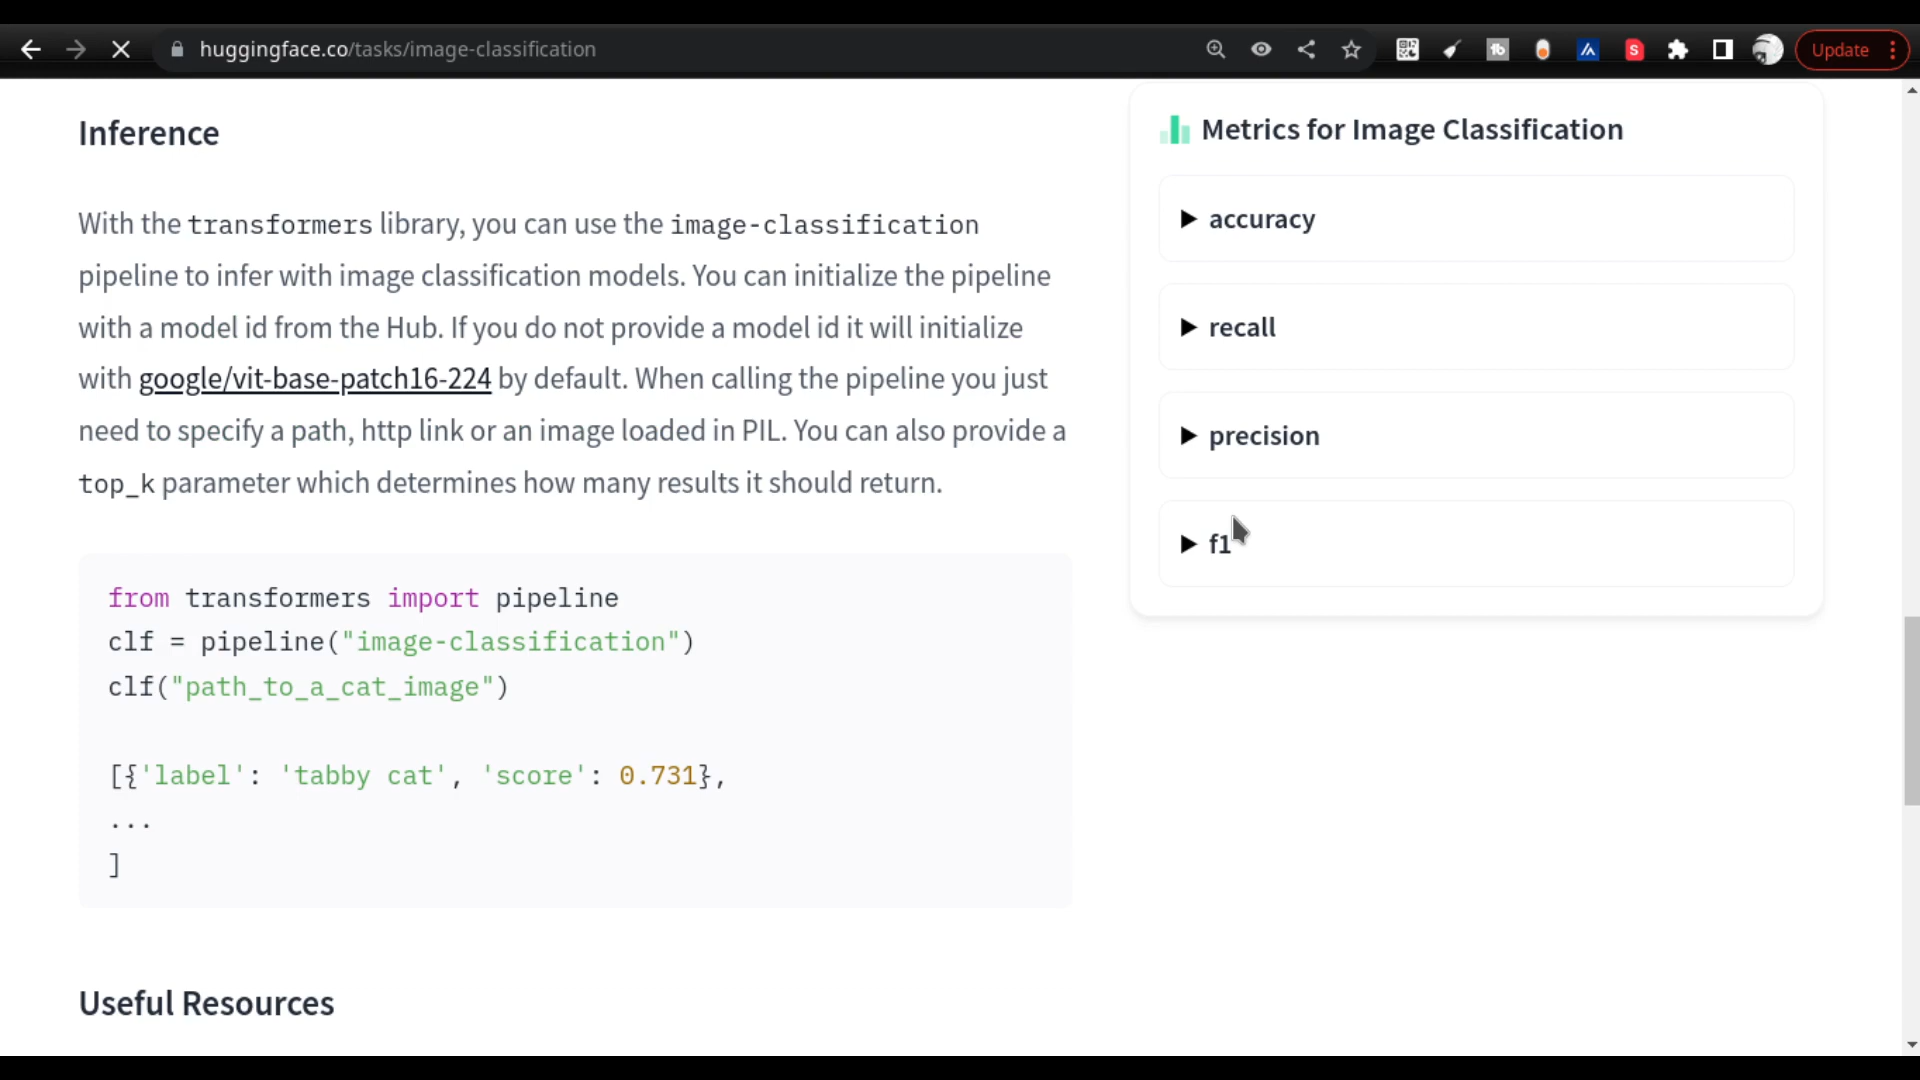 huggingface.co/tasks/image-classification
Update
Inference
With the transformers library, you can use the image-classification
pipeline to infer with image classification models. You can initialize the pipeline
with a model id from the Hub. If you do not provide a model id it will initialize
with google/vit-base-patch16-224 by default. When calling the pipeline you just
need to specify a path, http link or an image loaded in PIL. You can also provide a
top_k parameter which determines how many results it should return.
from transformers import pipeline
clf = pipeline("image-classification")
clf("path_to_a_cat_image")
[{'label': 'tabby cat', 'score': 0.731},
...
]
Useful Resources
Metrics for Image Classification
accuracy
recall
precision
f1